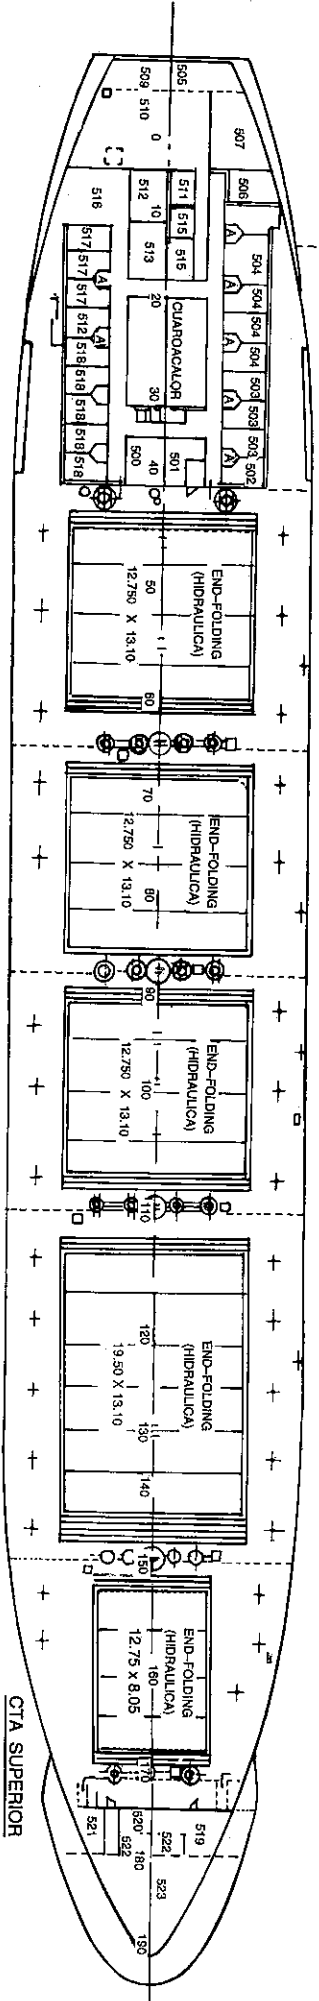 505
509
510
0
507
506
511
512
10
515
515
513
516
517
517
517
512
518
518
518
518
518
A
A
504
504
504
504
503
503
503
502
A
A
A
A
20
CUAROACALOR
30
501
500
40
END-FOLDING
(HIDRAULICA)
50
12.750 X 13.10
60
70
END-FOLDING
(HIDRAULICA)
80
12.750 X 13.10
90
END-FOLDING
(HIDRAULICA)
100
12.750 X 13.10
110
END-FOLDING
(HIDRAULICA)
120
130
19.50 X 13.10
140
150
END-FOLDING
(HIDRAULICA)
160
12.75 X 8.05
170
519
520
521
522
522
180
523
190
CTA SUPERIOR